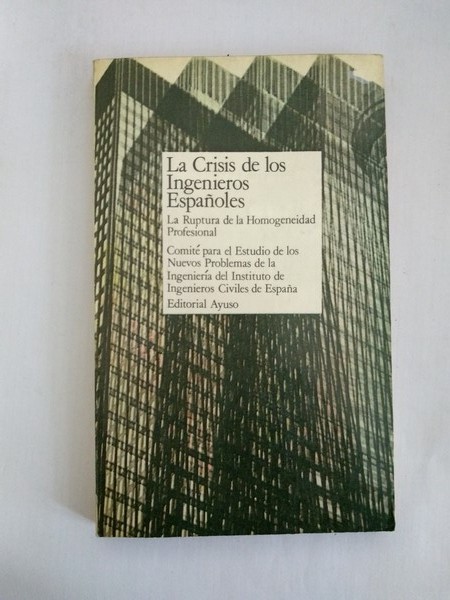 La Crisis de los
Ingenieros
Españoles
La Ruptura de la Homogeneidad
Profesional
Comité para el Estudio de los
Nuevos Problemas de la
Ingeniería del Instituto de
Ingenieros Civiles de España
Editorial Ayuso